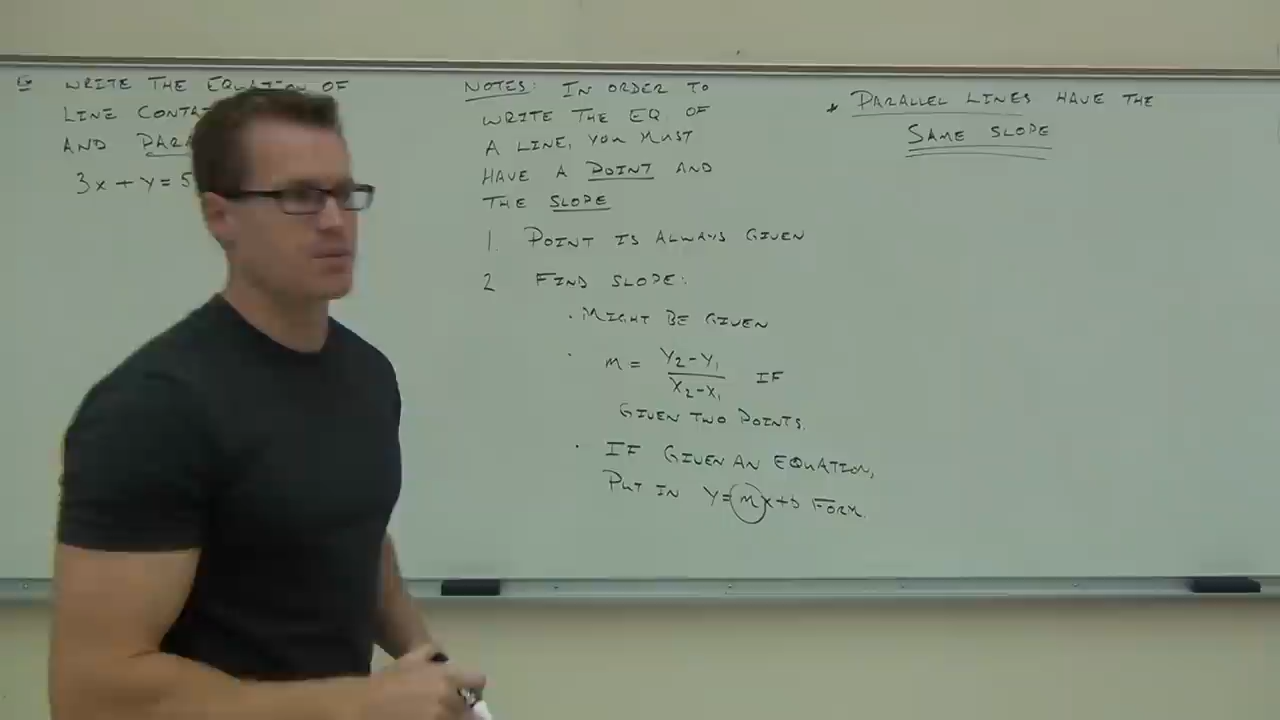 EX WRITE THE EQUATION OF
LINE
AND
3x + y = 5
NOTES: IN ORDER TO
WRITE THE EQ. OF
A LINE, YOU MUST
HAVE A POINT AND
THE SLOPE
1. POINT IS ALWAYS GIVEN
2 FIND SLOPE:
· MIGHT BE GIVEN
· m = y₂-y₁ / x₂-x₁ IF
GIVEN TWO POINTS.
· IF GIVEN AN EQUATION,
PUT IN y=mx+b FORM.
* PARALLEL LINES HAVE THE
SAME SLOPE